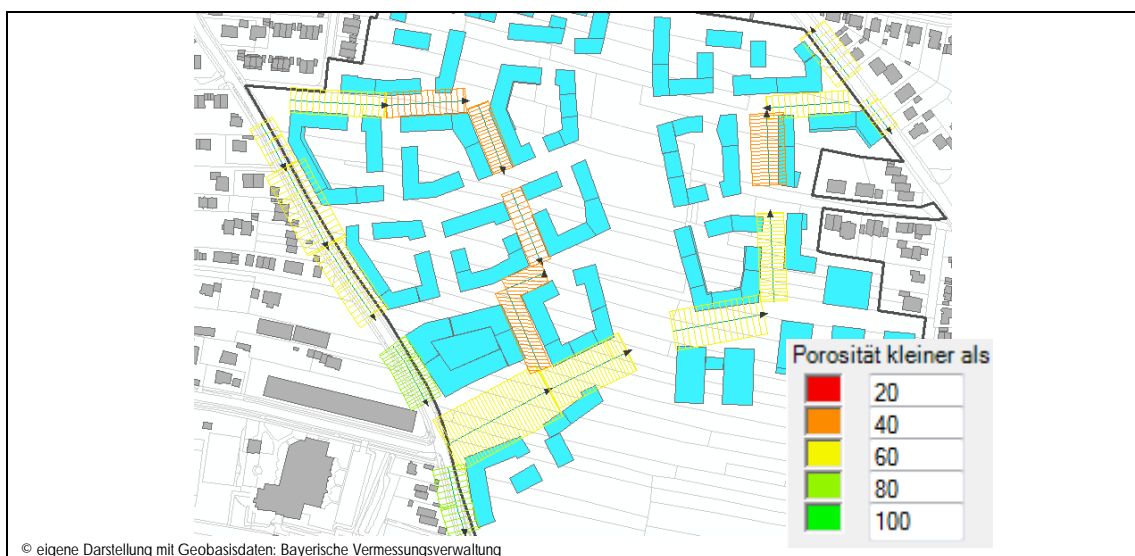 Porosität kleiner als
20
40
60
80
100
© eigene Darstellung mit Geobasisdaten: Bayerische Vermessungsverwaltung